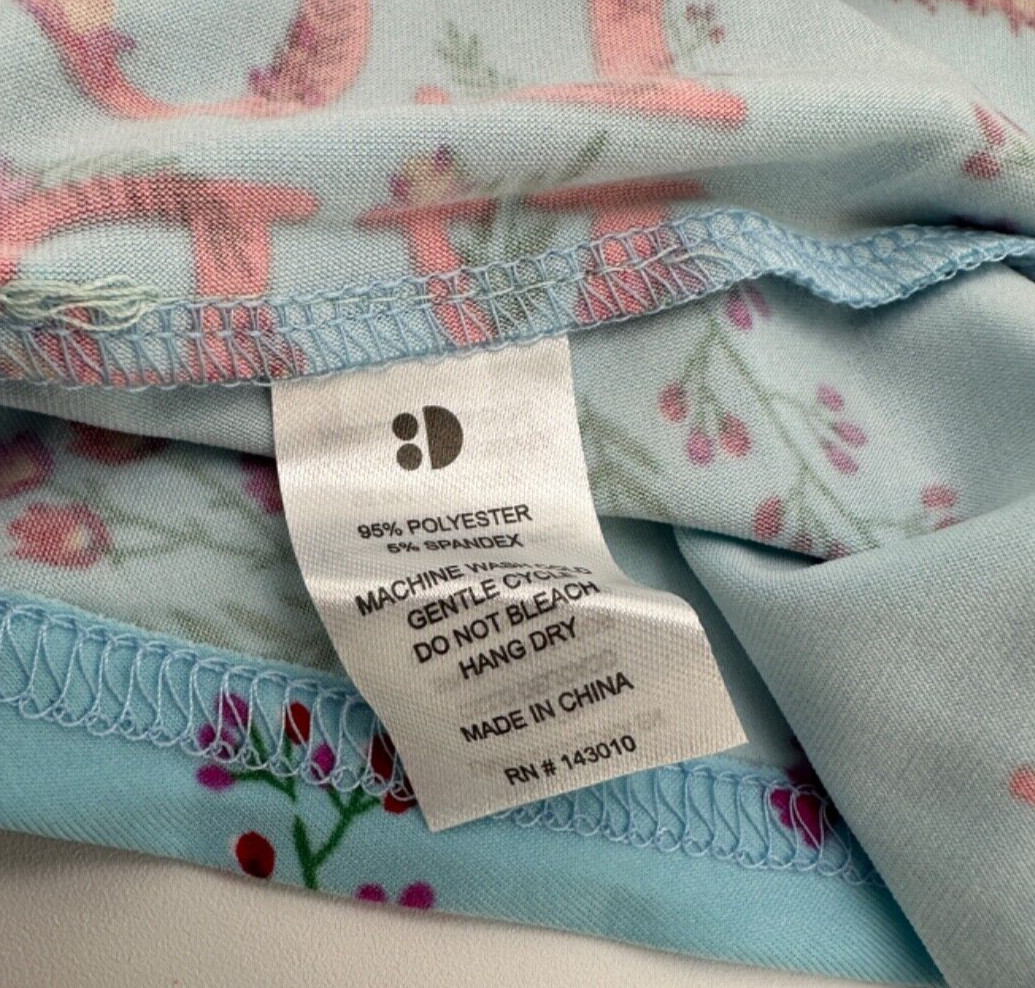 95% POLYESTER
5% SPANDEX
MACHINE WASH COLD
GENTLE CYCLE
DO NOT BLEACH
HANG DRY
MADE IN CHINA
RN # 143010